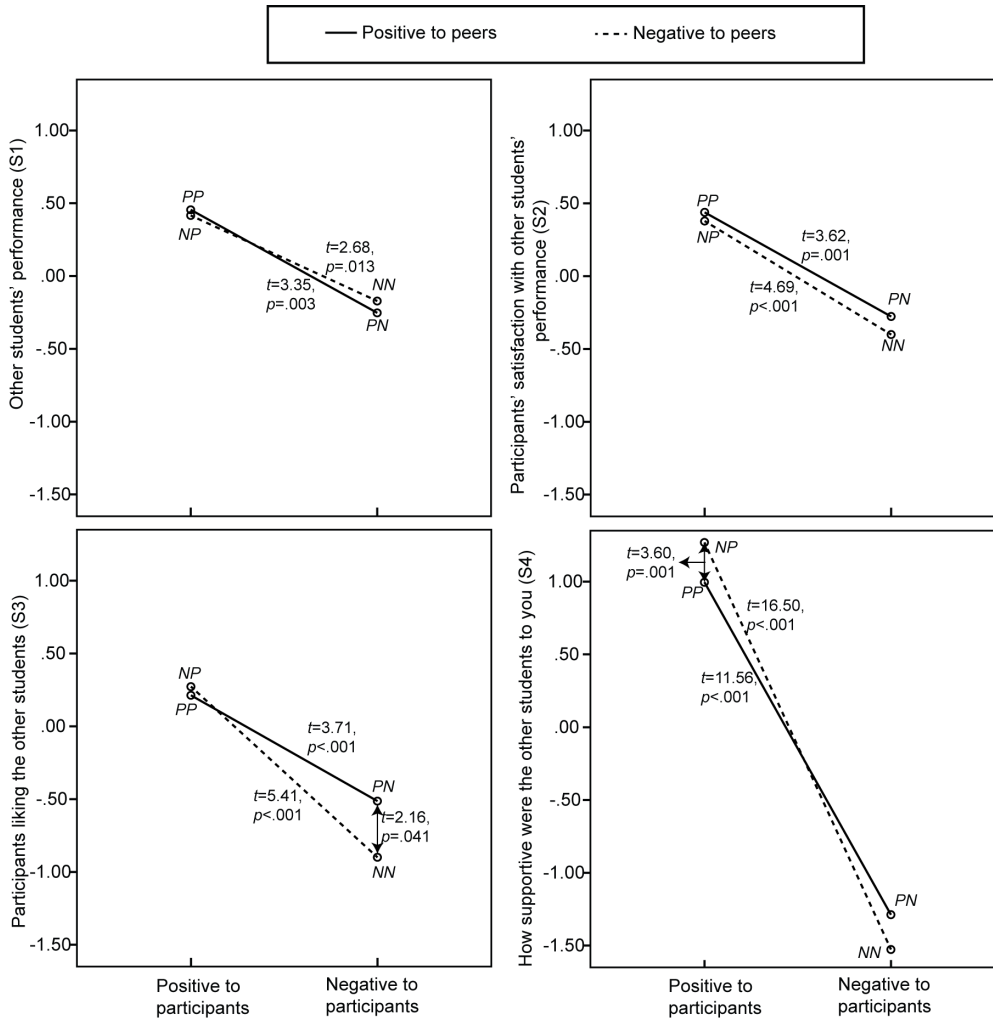 Positive to peers
Negative to peers
Other students' performance (S1)
1.00
.50
.00
-.50
-1.00
-1.50
PP
NP
t=2.68,
p=.013
t=3.35,
p=.003
NN
PN
Participants' satisfaction with other students'
performance (S2)
1.00
.50
.00
-.50
-1.00
-1.50
PP
NP
t=3.62,
p=.001
t=4.69,
p<.001
PN
NN
Participants liking the other students (S3)
1.00
.50
.00
-.50
-1.00
-1.50
NP
PP
t=3.71,
p<.001
t=5.41,
p<.001
PN
t=2.16,
p=.041
NN
Positive to
participants
Negative to
participants
How supportive were the other students to you (S4)
1.00
.50
.00
-.50
-1.00
-1.50
t=3.60,
p=.001
NP
PP
t=16.50,
p<.001
t=11.56,
p<.001
PN
NN
Positive to
participants
Negative to
participants